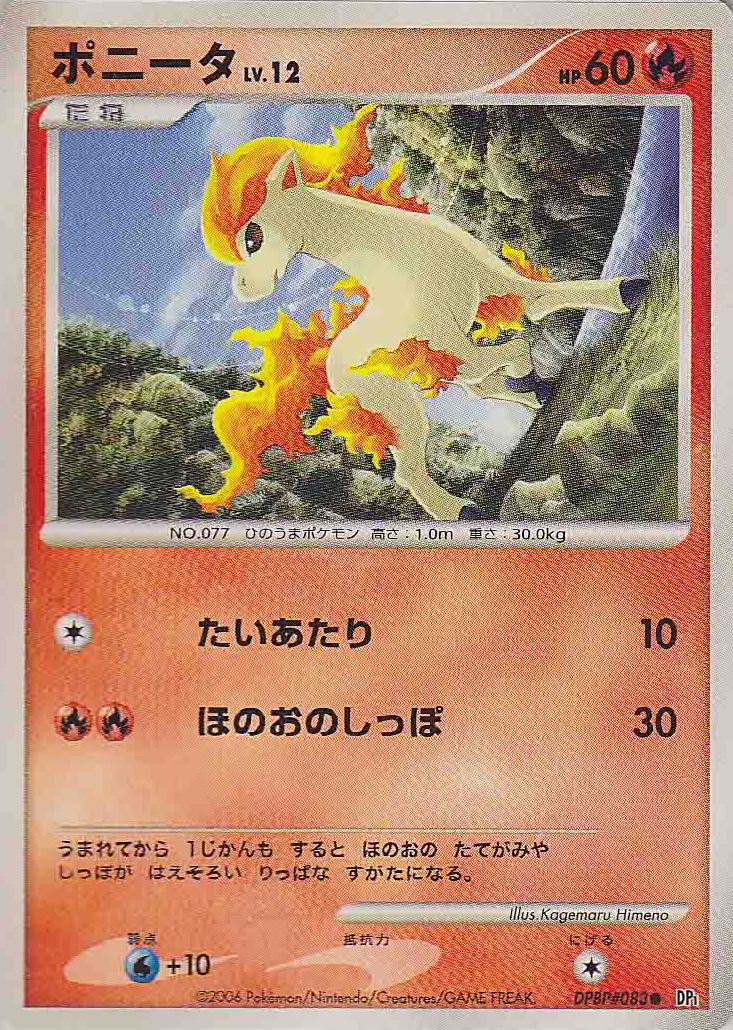 ポニータ LV.12 HP60
たね
NO.077 ひのうまポケモン 高さ:1.0m 重さ:30.0kg
たいあたり 10
ほのおのしっぽ 30
うまれてから 1じかんも すると ほのおの たてがみや
しっぽが はえそろい りっぱな すがたになる。
Illus.Kagemaru Himeno
弱点 抵抗力 にげる
+10
©2006 Pokémon/Nintendo/Creatures/GAME FREAK. DPBP#083 DP1